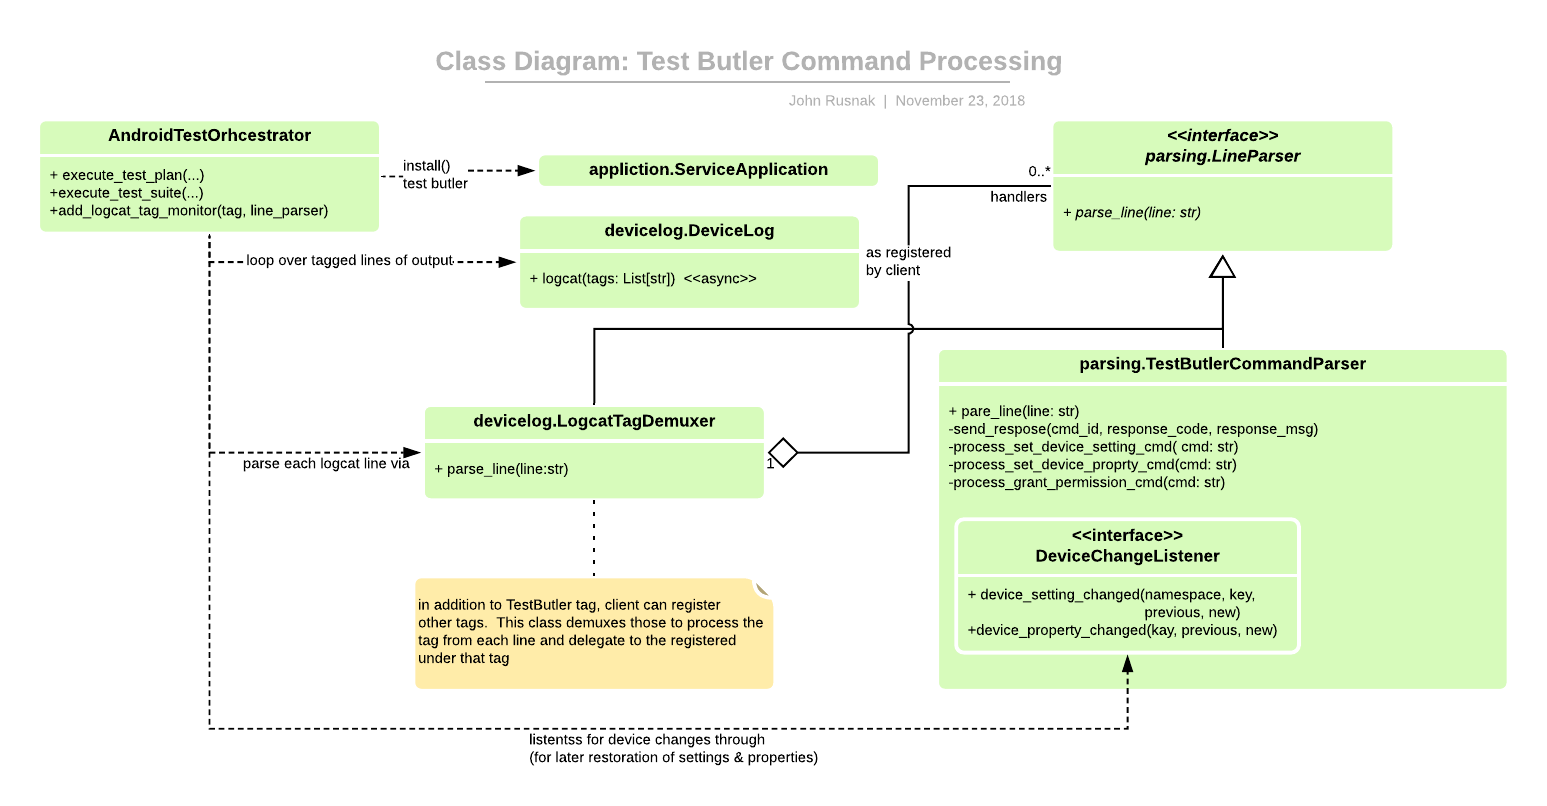 Class Diagram: Test Butler Command Processing
John Rusnak | November 23, 2018
AndroidTestOrhcestrator
+ execute_test_plan(...)
+execute_test_suite(...)
+add_logcat_tag_monitor(tag, line_parser)
install()
test butler
appliction.ServiceApplication
<<interface>>
parsing.LineParser
+ parse_line(line: str)
0..*
handlers
devicelog.DeviceLog
+ logcat(tags: List[str]) <<async>>
loop over tagged lines of output
as registered
by client
parsing.TestButlerCommandParser
+ pare_line(line: str)
-send_respose(cmd_id, response_code, response_msg)
-process_set_device_setting_cmd( cmd: str)
-process_set_device_proprty_cmd(cmd: str)
-process_grant_permission_cmd(cmd: str)
devicelog.LogcatTagDemuxer
+ parse_line(line:str)
1
parse each logcat line via
<<interface>>
DeviceChangeListener
+ device_setting_changed(namespace, key,
previous, new)
+device_property_changed(kay, previous, new)
in addition to TestButler tag, client can register
other tags. This class demuxes those to process the
tag from each line and delegate to the registered
under that tag
listentss for device changes through
(for later restoration of settings & properties)